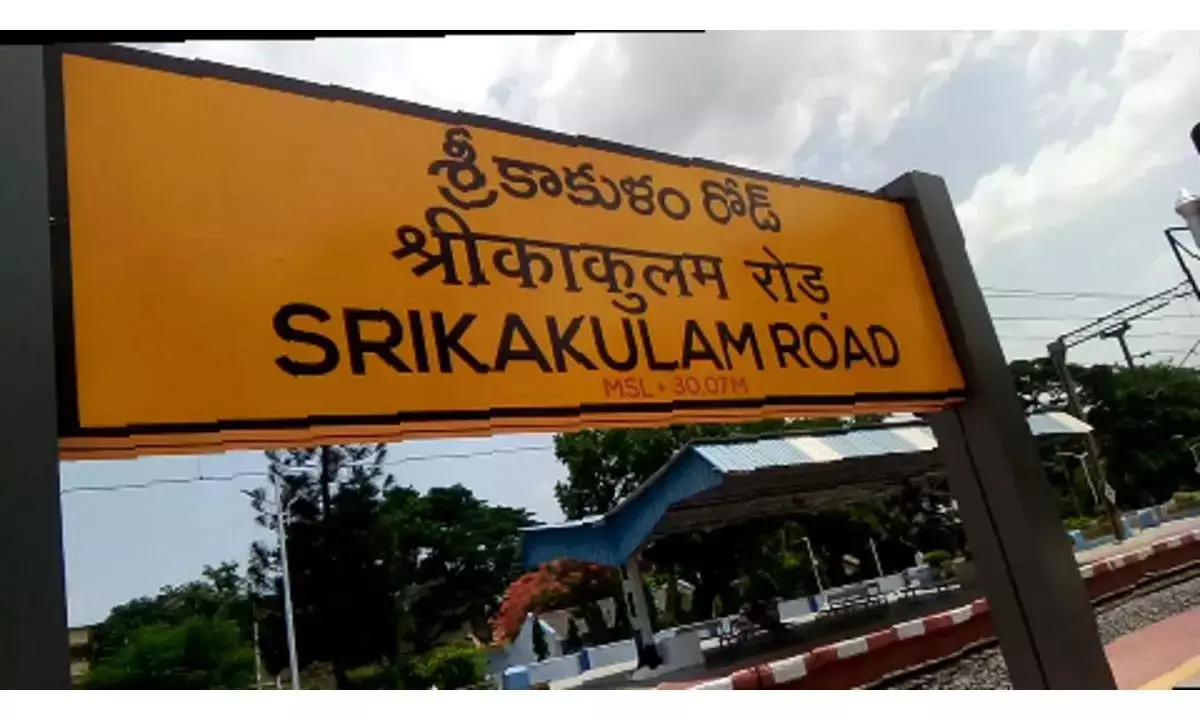 శ్రీకాకుళం రోడ్
श्रीकाकुलम रोड़
SRIKAKULAM ROAD
MSL + 30.07M